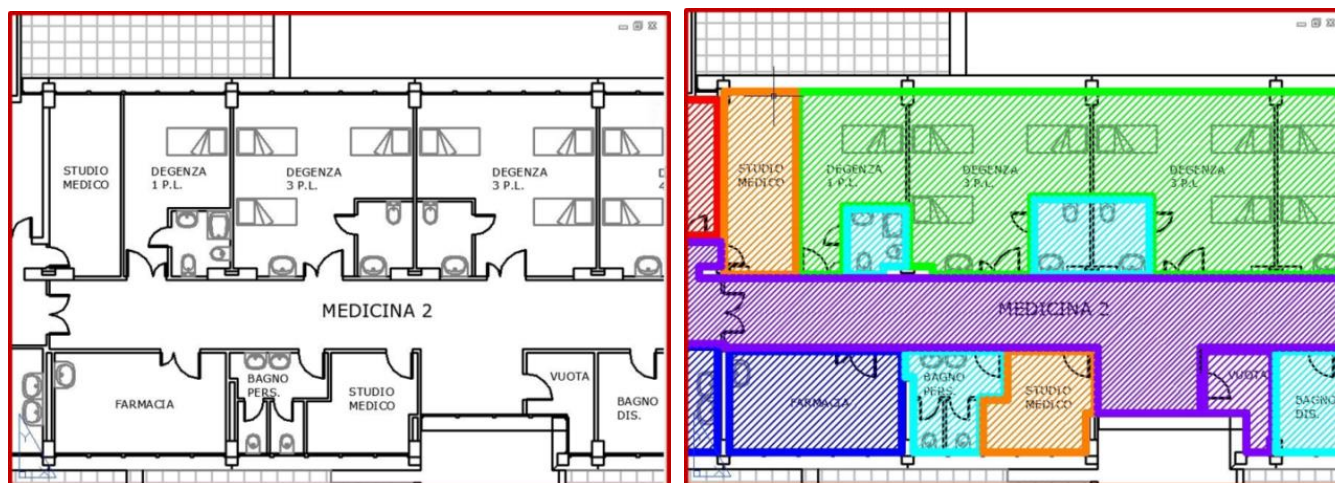 STUDIO
MEDICO
DEGENZA
1 P.L.
DEGENZA
3 P.L.
DEGENZA
3 P.L.
D
4
MEDICINA 2
FARMACIA
BAGNO
PERS.
STUDIO
MEDICO
VUOTA
BAGNO
DIS.
STUDIO
MEDICO
DEGENZA
1 P.L.
DEGENZA
3 P.L.
DEGENZA
3 P.L.
MEDICINA 2
FARMACIA
BAGNO
PERS.
STUDIO
MEDICO
VUOTA
BAGNO
DIS.